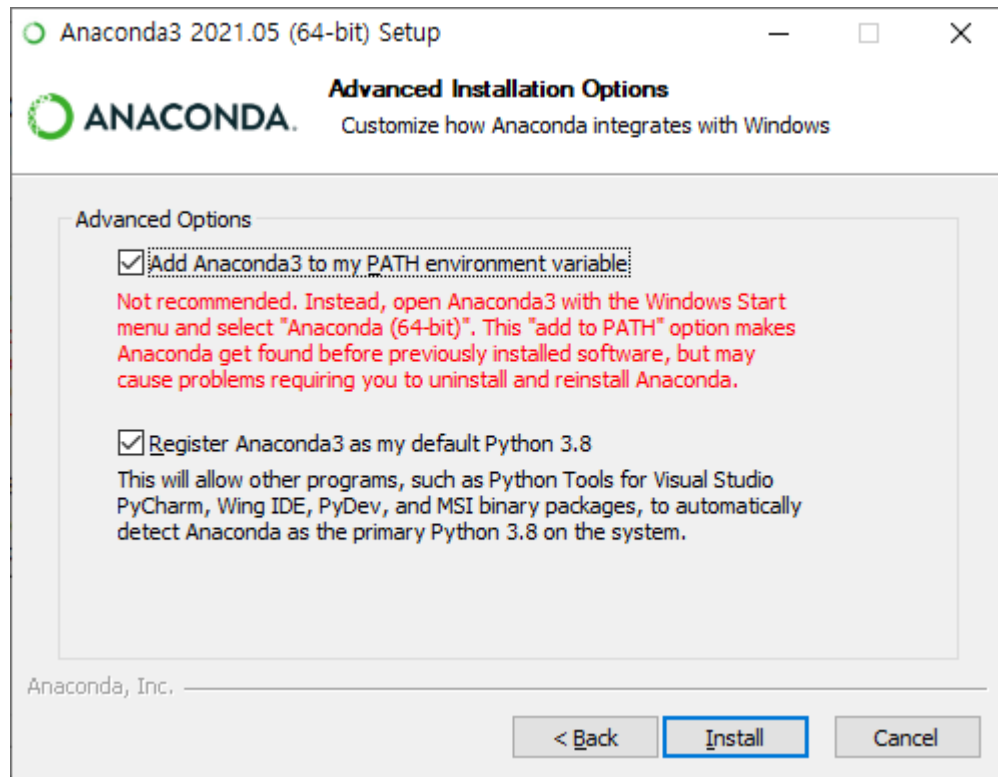 Anaconda3 2021.05 (64-bit) Setup
ANACONDA.
Advanced Installation Options
Customize how Anaconda integrates with Windows
Advanced Options
Add Anaconda3 to my PATH environment variable
Not recommended. Instead, open Anaconda3 with the Windows Start
menu and select "Anaconda (64-bit)". This "add to PATH" option makes
Anaconda get found before previously installed software, but may
cause problems requiring you to uninstall and reinstall Anaconda.
Register Anaconda3 as my default Python 3.8
This will allow other programs, such as Python Tools for Visual Studio
PyCharm, Wing IDE, PyDev, and MSI binary packages, to automatically
detect Anaconda as the primary Python 3.8 on the system.
Anaconda, Inc.
< Back
Install
Cancel